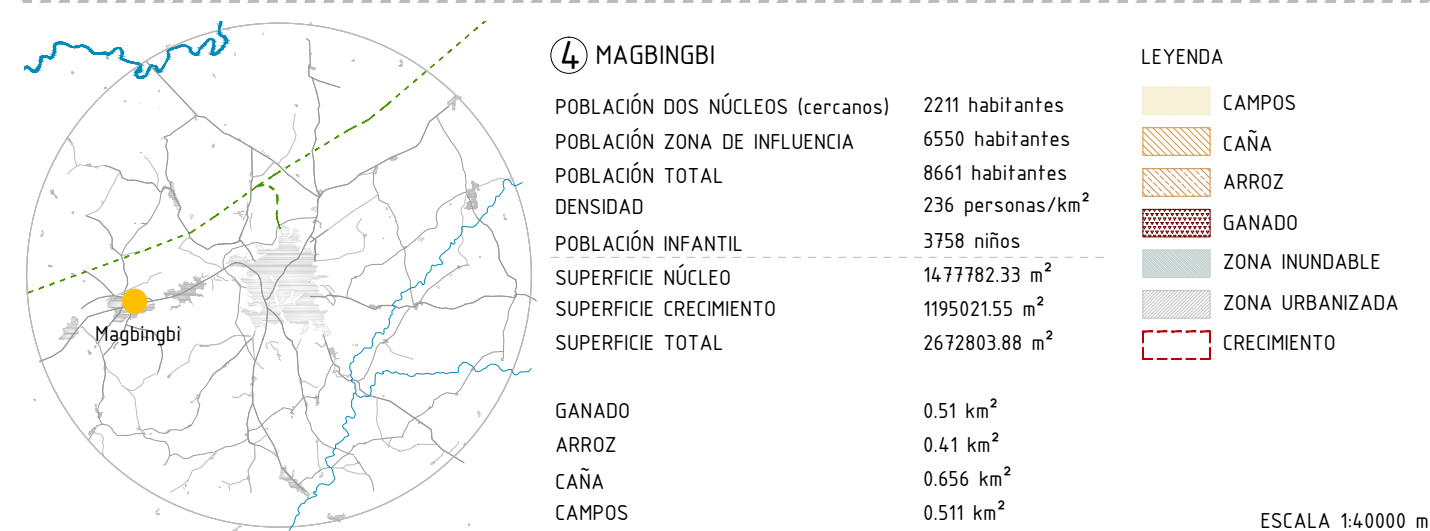 Magbingbi
4 MAGBINGBI
POBLACIÓN DOS NÚCLEOS (cercanos) 2211 habitantes
POBLACIÓN ZONA DE INFLUENCIA 6550 habitantes
POBLACIÓN TOTAL 8661 habitantes
DENSIDAD 236 personas/km²
POBLACIÓN INFANTIL 3758 niños
SUPERFICIE NÚCLEO 1477782.33 m²
SUPERFICIE CRECIMIENTO 1195021.55 m²
SUPERFICIE TOTAL 2672803.88 m²
GANADO 0.51 km²
ARROZ 0.41 km²
CAÑA 0.656 km²
CAMPOS 0.511 km²
LEYENDA
CAMPOS
CAÑA
ARROZ
GANADO
ZONA INUNDABLE
ZONA URBANIZADA
CRECIMIENTO
ESCALA 1:40000 m